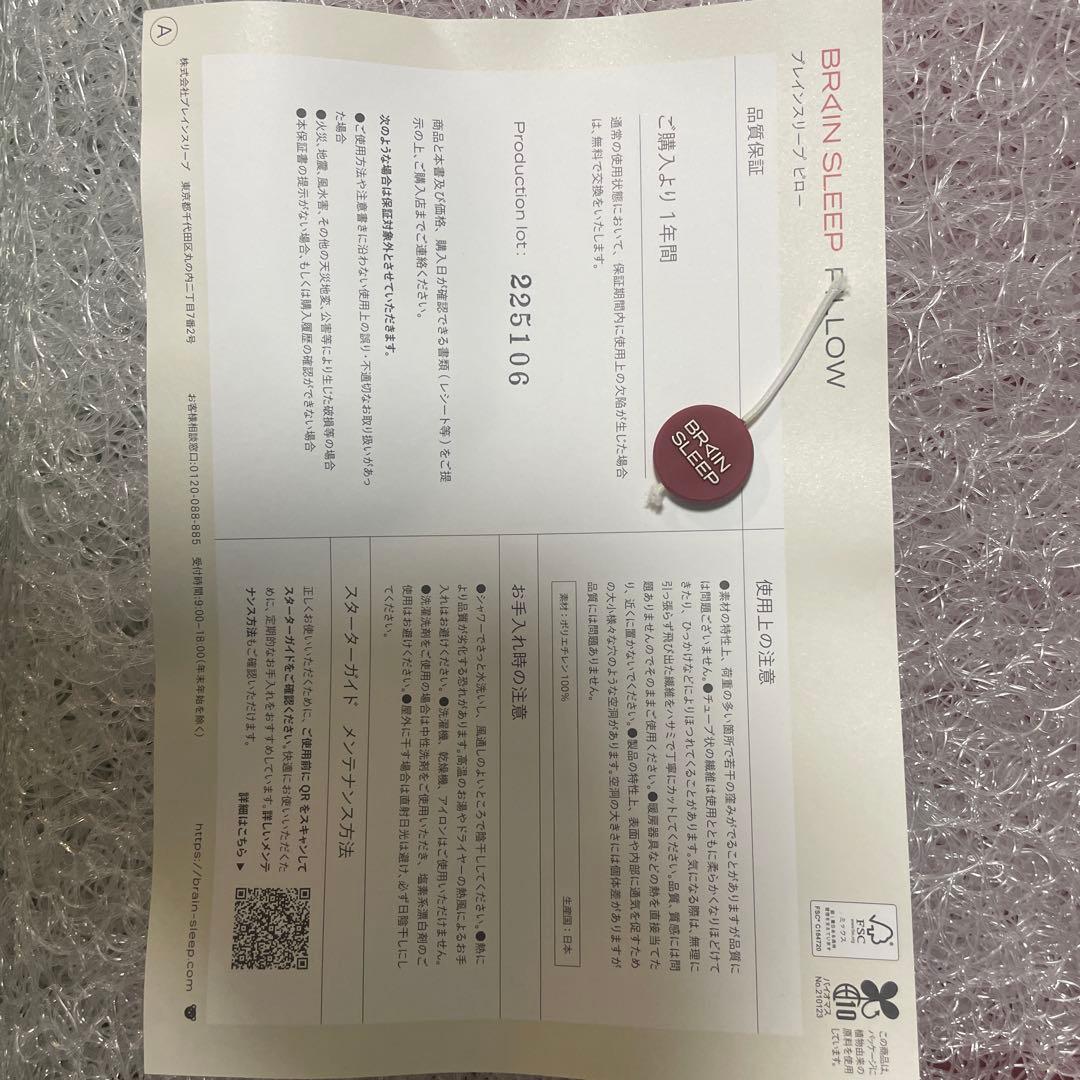 BRAIN SLEEP P LLOW
ブレインスリープ ピロー
品質保証
ご購入より 1 年間
通常の使用状態において、保証期間内に使用上の欠陥が生じた場合
は、無料で交換をいたします。
Production lot: 225106
商品と本書及び価格、購入日が確認できる書類(レシート等)をご提
示の上、ご購入店までご連絡ください。
次のような場合は保証対象外とさせていただきます。
●ご使用方法や注意書きに沿わない使用上の誤り・不適切なお取り扱いがあっ
た場合
●火災、地震、風水害、その他の天災地変、公害等により生じた破損等の場合
●本保証書の提示がない場合、もしくは購入履歴の確認ができない場合
BRAIN
SLEEP
使用上の注意
●素材の特性上、荷重の多い箇所で若干の窪みがでることがありますが品質に
は問題ございません。●チューブ状の繊維は使用とともに柔らかくなりほどけて
きたり、ひっかけなどによりほつれてくることがあります。気になる際は、無理に
引っ張らず飛び出た繊維をハサミで丁寧にカットしてください。品質、質感には問
題ありませんのでそのままご使用ください。●暖房器具などの熱を直接当てた
り、近くに置かないでください。●製品の特性上、表面や内部に通気を促すため
の大小様々な穴のような空洞があります。空洞の大きさには個体差がありますが
品質には問題ありません。
素材:ポリエチレン100% 生産国:日本
お手入れ時の注意
●シャワーでさっと水洗いし、風通しのよいところで陰干ししてください。●熱に
より品質が劣化する恐れがあります。高温のお湯やドライヤーの熱風によるお手
入れはお避けください。●洗濯機、乾燥機、アイロンはご使用いただけません。
●洗濯洗剤をご使用の場合は中性洗剤をご使用いただき、塩素系漂白剤のご
使用はお避けください。●屋外に干す場合は直射日光は避け、必ず日陰干しにし
てください。
スターターガイド メンテナンス方法
正しくお使いいただくために、ご使用前にQRをスキャンして
スターターガイドをご確認ください。快適にお使いいただくた
めに、定期的なお手入れをおすすめしています。詳しいメンテ
ナンス方法もご確認いただけます。
詳細はこちら ▶
FSC
www.fsc.org
ミックス
FSC® C164720
10
バイオマス
No.210123
この商品は、
パッケージに
植物由来の
原料を使用
しています。
A
株式会社ブレインスリープ 東京都千代田区丸の内二丁目7番2号 お客様相談窓口:0120-088-885 受付時間:9:00-18:00(年末年始を除く) https://brain-sleep.com